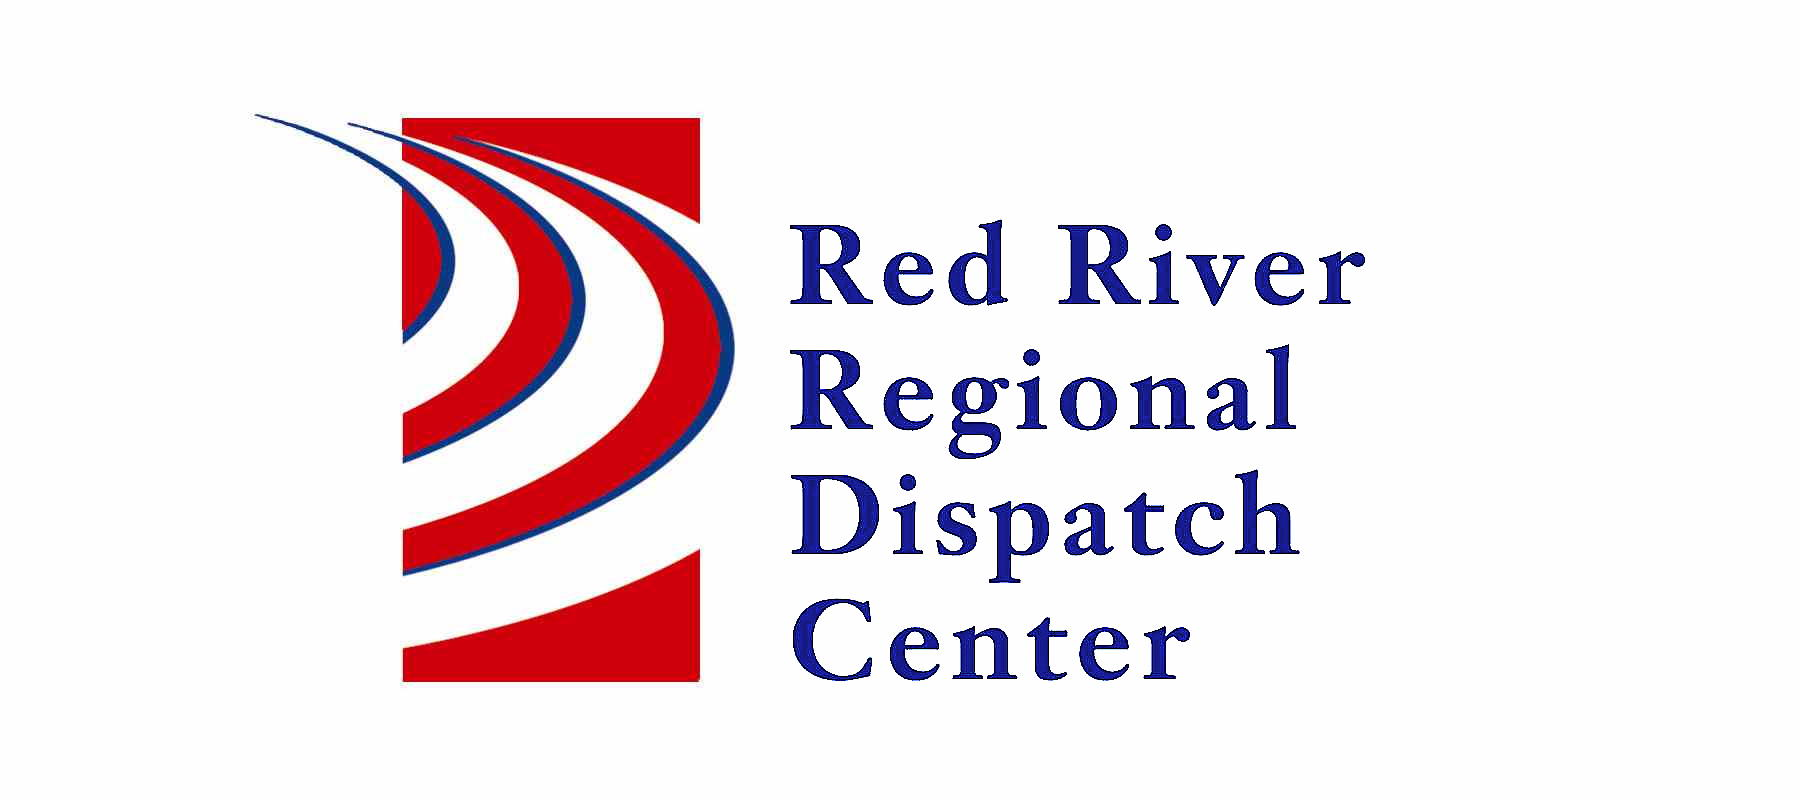 Red River
Regional
Dispatch
Center